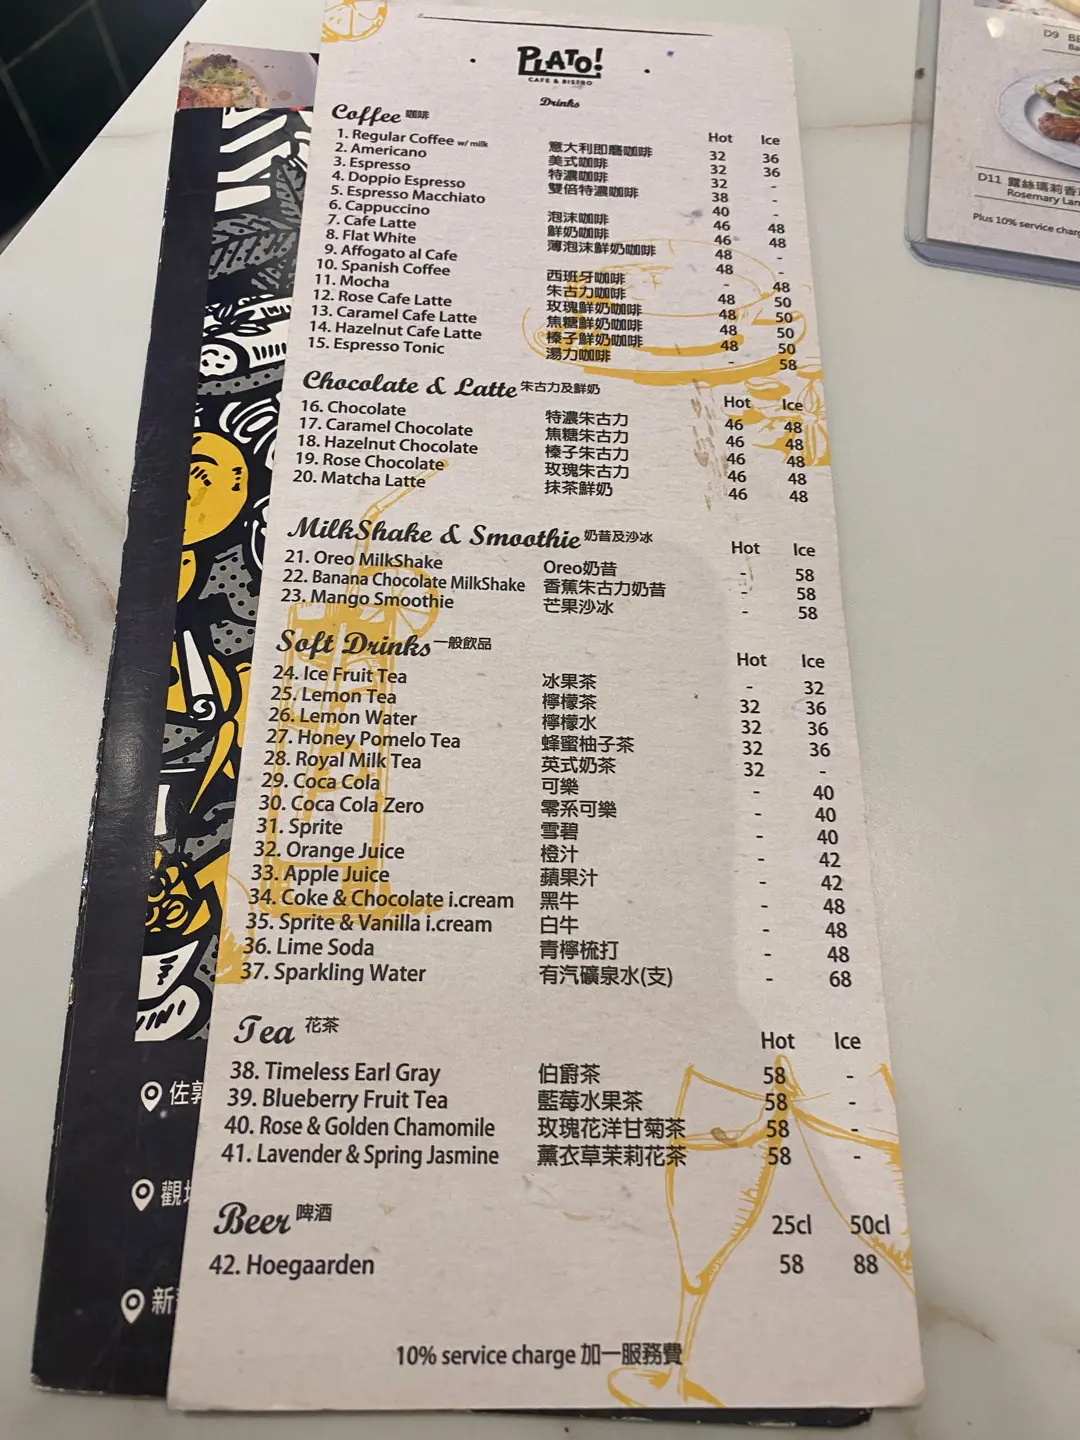 PLATO!
CAFE & BISTRO
Drinks
Coffee 咖啡 Hot Ice
1. Regular Coffee w/ milk 意大利即磨咖啡 32 36
2. Americano 美式咖啡 32 36
3. Espresso 特濃咖啡 32 -
4. Doppio Espresso 雙倍特濃咖啡 38 -
5. Espresso Macchiato 40 -
6. Cappuccino 泡沫咖啡 46 48
7. Cafe Latte 鮮奶咖啡 46 48
8. Flat White 薄泡沫鮮奶咖啡 48 -
9. Affogato al Cafe 48 -
10. Spanish Coffee 西班牙咖啡 - 48
11. Mocha 朱古力咖啡 48 50
12. Rose Cafe Latte 玫瑰鮮奶咖啡 48 50
13. Caramel Cafe Latte 焦糖鮮奶咖啡 48 50
14. Hazelnut Cafe Latte 榛子鮮奶咖啡 48 50
15. Espresso Tonic 湯力咖啡 - 58
Chocolate & Latte 朱古力及鮮奶 Hot Ice
16. Chocolate 特濃朱古力 46 48
17. Caramel Chocolate 焦糖朱古力 46 48
18. Hazelnut Chocolate 榛子朱古力 46 48
19. Rose Chocolate 玫瑰朱古力 46 48
20. Matcha Latte 抹茶鮮奶 46 48
MilkShake & Smoothie 奶昔及沙冰 Hot Ice
21. Oreo MilkShake Oreo奶昔 - 58
22. Banana Chocolate MilkShake 香蕉朱古力奶昔 - 58
23. Mango Smoothie 芒果沙冰 - 58
Soft Drinks 一般飲品 Hot Ice
24. Ice Fruit Tea 冰果茶 - 32
25. Lemon Tea 檸檬茶 32 36
26. Lemon Water 檸檬水 32 36
27. Honey Pomelo Tea 蜂蜜柚子茶 32 36
28. Royal Milk Tea 英式奶茶 32 -
29. Coca Cola 可樂 - 40
30. Coca Cola Zero 零系可樂 - 40
31. Sprite 雪碧 - 40
32. Orange Juice 橙汁 - 42
33. Apple Juice 蘋果汁 - 42
34. Coke & Chocolate i.cream 黑牛 - 48
35. Sprite & Vanilla i.cream 白牛 - 48
36. Lime Soda 青檸梳打 - 48
37. Sparkling Water 有汽礦泉水(支) - 68
Tea 花茶 Hot Ice
38. Timeless Earl Gray 伯爵茶 58 -
39. Blueberry Fruit Tea 藍莓水果茶 58 -
40. Rose & Golden Chamomile 玫瑰花洋甘菊茶 58 -
41. Lavender & Spring Jasmine 薰衣草茉莉花茶 58 -
Beer 啤酒 25cl 50cl
42. Hoegaarden 58 88
10% service charge 加一服務費
佐敦
觀
新
D9
D11 露絲瑪莉香
Rosemary Lam
Plus 10% service char